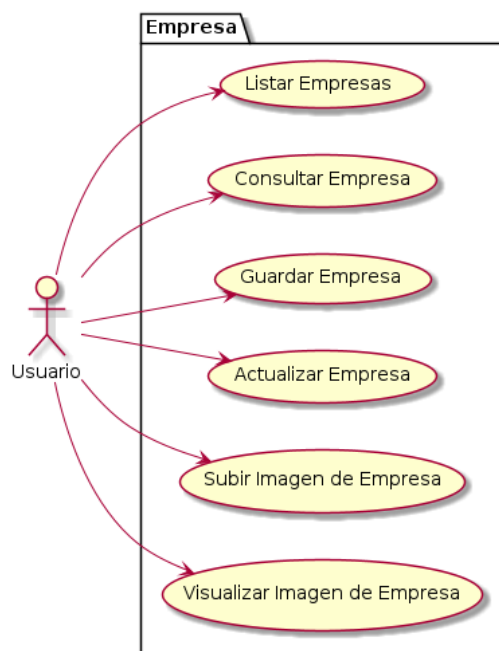 Empresa
Listar Empresas
Consultar Empresa
Guardar Empresa
Usuario
Actualizar Empresa
Subir Imagen de Empresa
Visualizar Imagen de Empresa